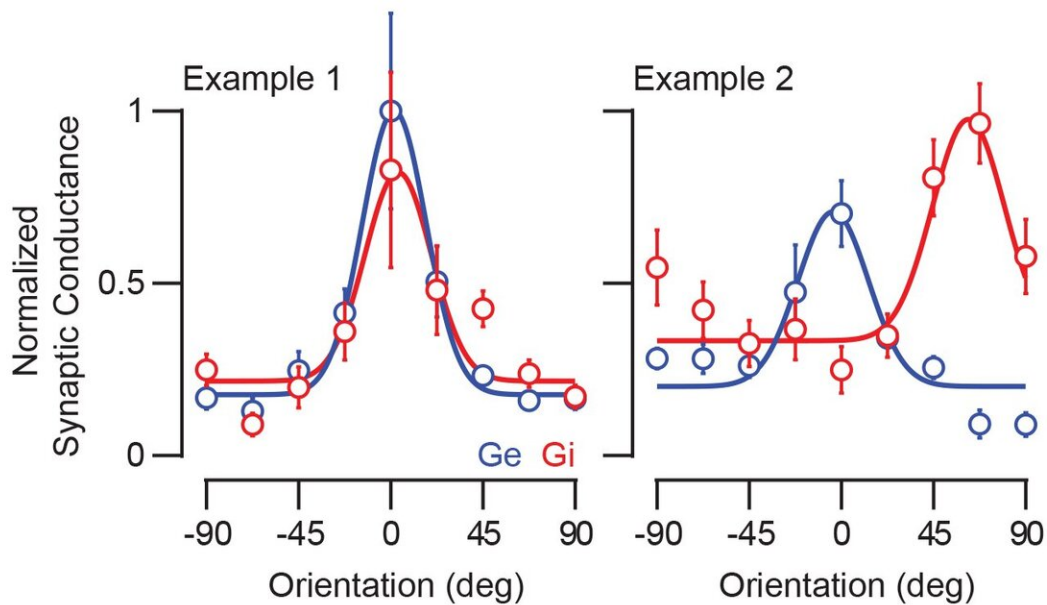 Example 1
Example 2
Normalized
Synaptic Conductance
1
0.5
0
Ge Gi
-90 -45 0 45 90
-90 -45 0 45 90
Orientation (deg)
Orientation (deg)